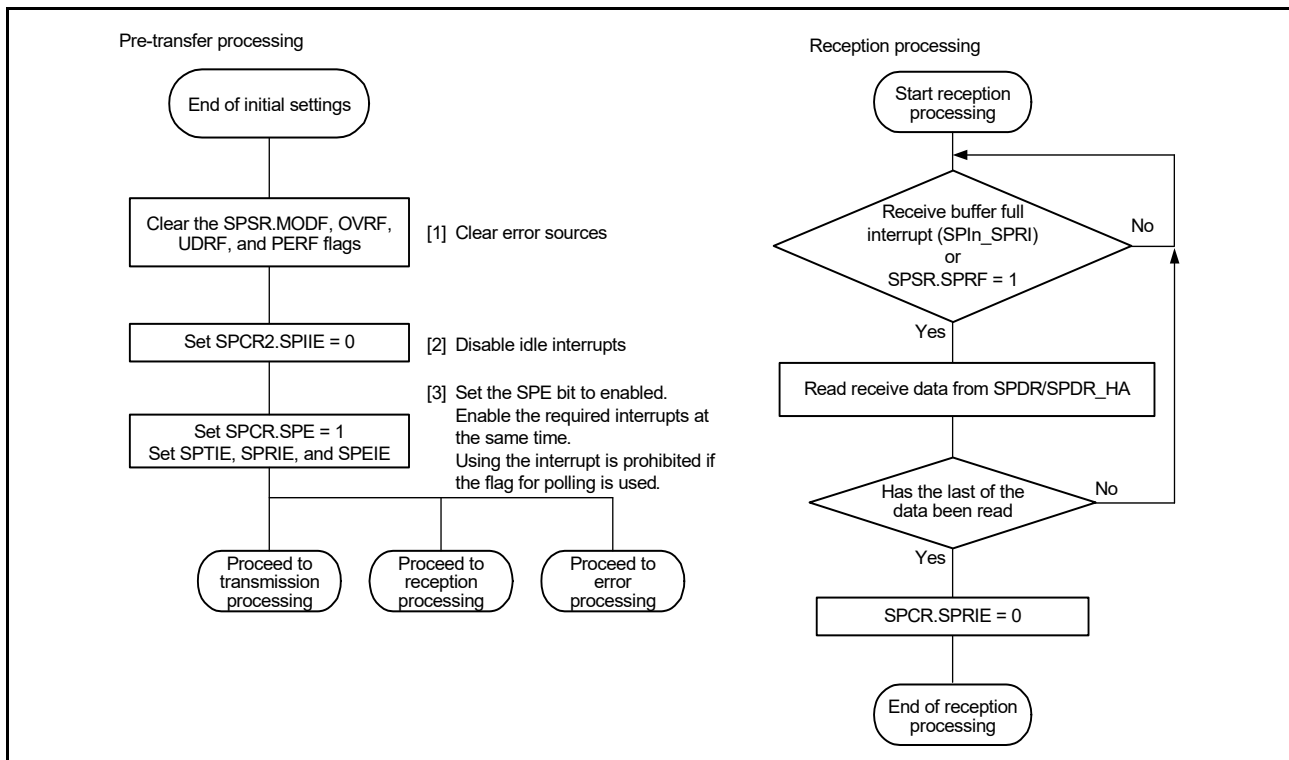 Pre-transfer processing
End of initial settings
Clear the SPSR.MODF, OVRF,
UDRF, and PERF flags
[1] Clear error sources
Set SPCR2.SPIIE = 0
[2] Disable idle interrupts
Set SPCR.SPE = 1
Set SPTIE, SPRIE, and SPEIE
[3] Set the SPE bit to enabled.
Enable the required interrupts at
the same time.
Using the interrupt is prohibited if
the flag for polling is used.
Proceed to
transmission
processing
Proceed to
reception
processing
Proceed to
error
processing
Reception processing
Start reception
processing
Receive buffer full
interrupt (SPIn_SPRI)
or
SPSR.SPRF = 1
No
Yes
Read receive data from SPDR/SPDR_HA
Has the last of the
data been read
No
Yes
SPCR.SPRIE = 0
End of reception
processing